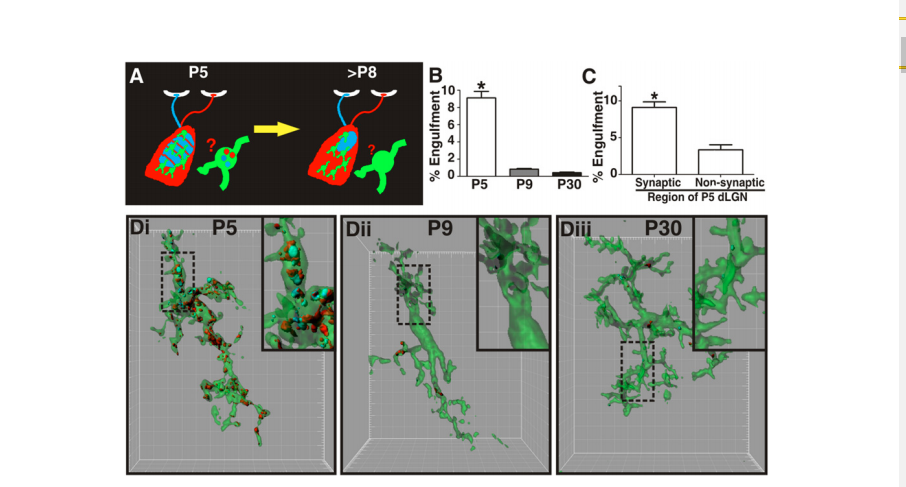 A
P5
>P8
?
?
B
% Engulfment
10
8
6
4
2
0
*
P5
P9
P30
C
% Engulfment
10
5
0
*
Synaptic
Non-synaptic
Region of P5 dLGN
Di
P5
Dii
P9
Diii
P30